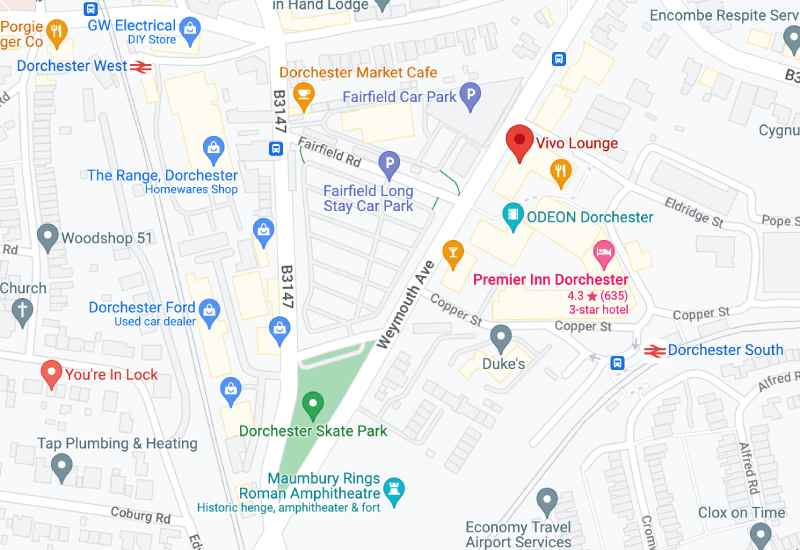 in Hand Lodge
Porgie
ger Co
GW Electrical
DIY Store
Encombe Respite Serv
Dorchester West
B3
Dorchester Market Cafe
Fairfield Car Park
B3147
Cygnu
Vivo Lounge
Fairfield Rd
The Range, Dorchester
Homewares Shop
Fairfield Long
Stay Car Park
Eldridge St
Pope S
ODEON Dorchester
Woodshop 51
Rd
B3147
Weymouth Ave
Premier Inn Dorchester
4.3 ★ (635)
3-star hotel
Church
Dorchester Ford
Used car dealer
Copper St
Copper St
Copper St
Duke's
Dorchester South
You're In Lock
Alfred Rd
Dorchester Skate Park
Tap Plumbing & Heating
Alfred Rd
Maumbury Rings
Roman Amphitheatre
Historic henge, amphitheater & fort
Coburg Rd
Economy Travel
Airport Services
Clox on Time
Crom
Ed